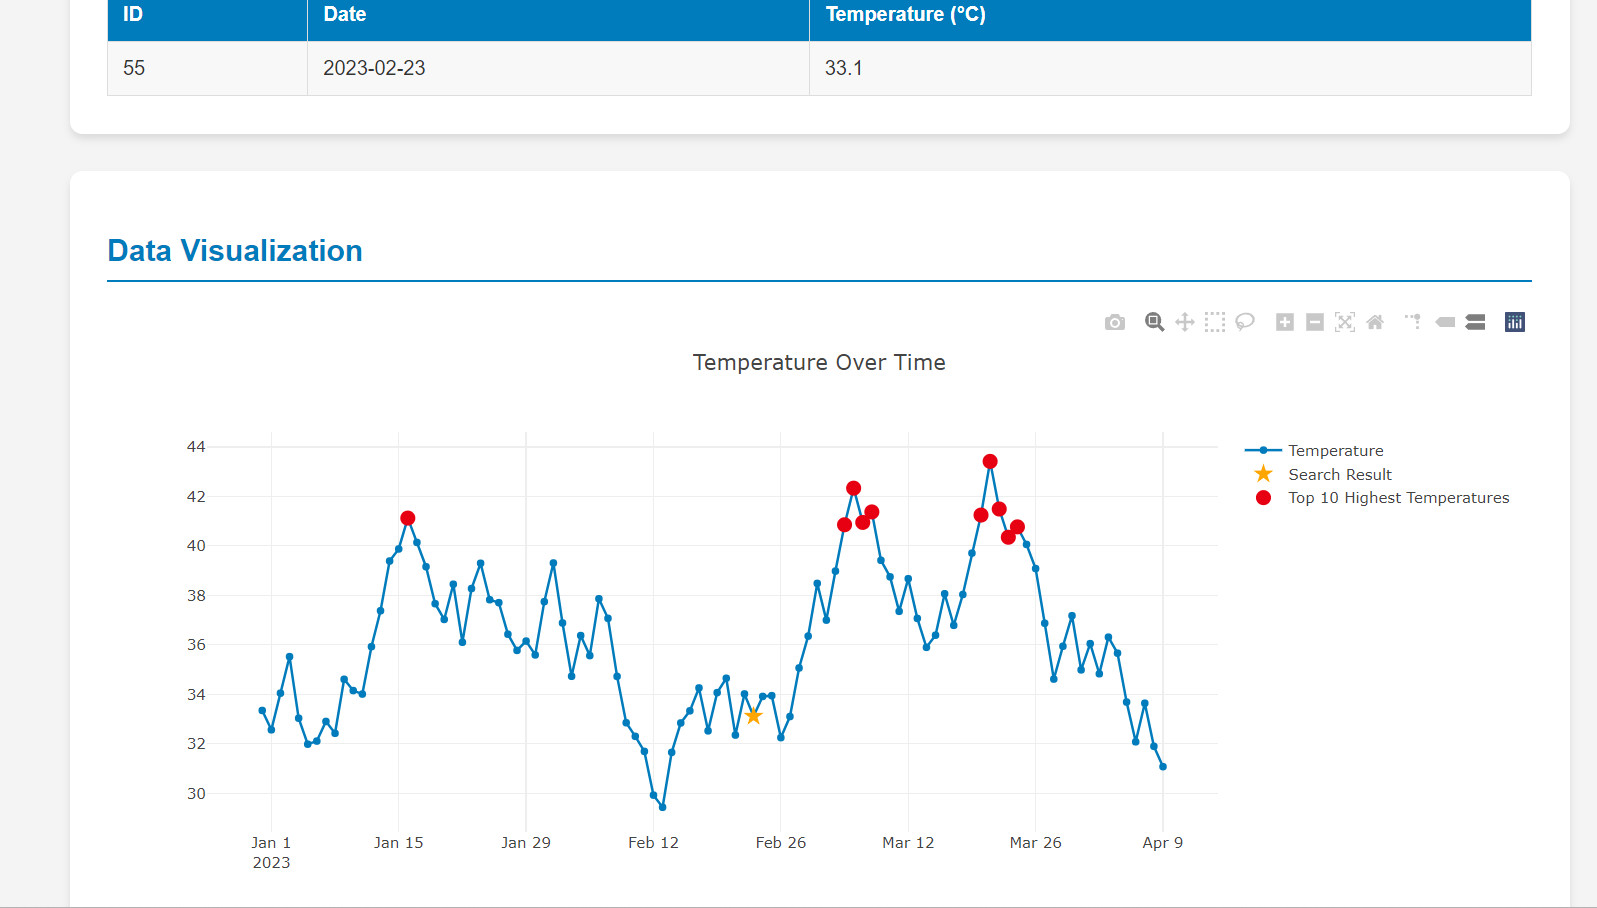 ID Date Temperature (°C)
55 2023-02-23 33.1
Data Visualization
Temperature Over Time
44
42
40
38
36
34
32
30
Temperature
Search Result
Top 10 Highest Temperatures
Jan 1 Jan 15 Jan 29 Feb 12 Feb 26 Mar 12 Mar 26 Apr 9
2023